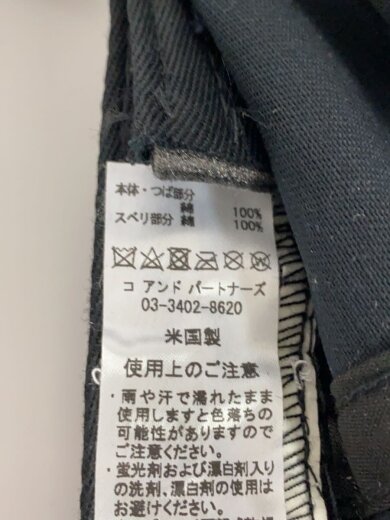 本体・つば部分
綿 100%
スベリ部分 綿 100%
コ アンド パートナーズ
03-3402-8620
米国製
使用上のご注意
・雨や汗で濡れたまま
使用しますと色落ちの
可能性がありますので
ご注意ください。
・蛍光剤および漂白剤入り
の洗剤、漂白剤の使用は
お避けください。